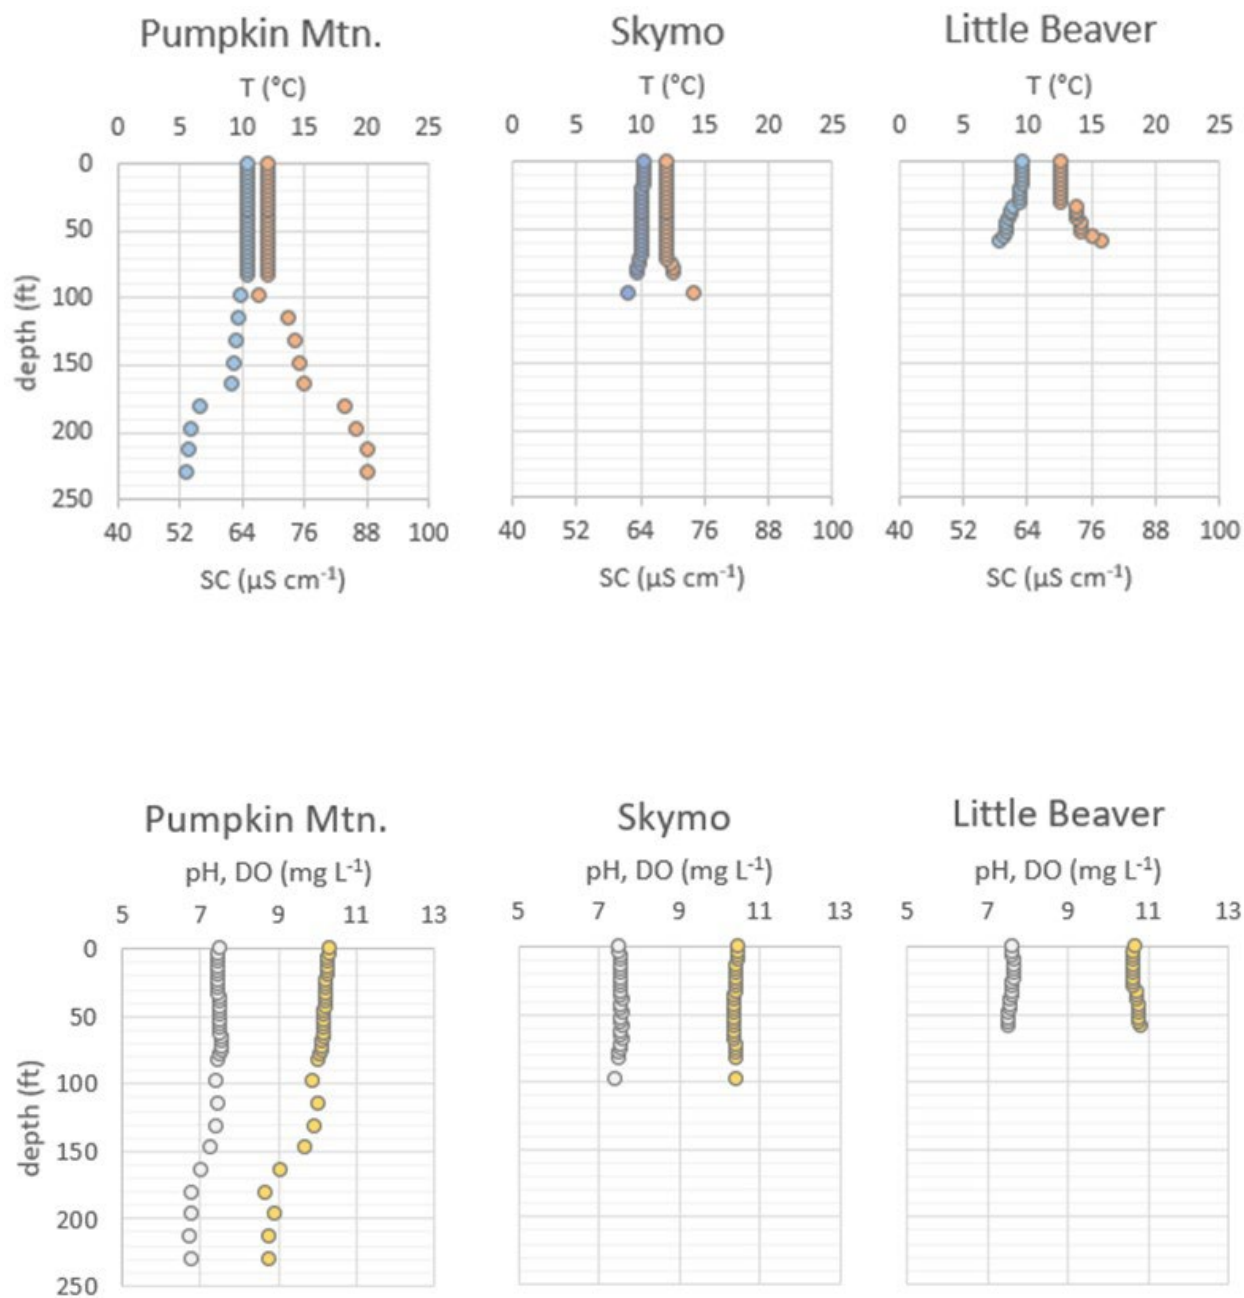 Pumpkin Mtn. Skymo Little Beaver
T (°C) T (°C) T (°C)
0 5 10 15 20 25 0 5 10 15 20 25 0 5 10 15 20 25
0
50
100
150
200
250
depth (ft)
40 52 64 76 88 100 40 52 64 76 88 100 40 52 64 76 88 100
SC (µS cm⁻¹) SC (µS cm⁻¹) SC (µS cm⁻¹)
Pumpkin Mtn. Skymo Little Beaver
pH, DO (mg L⁻¹) pH, DO (mg L⁻¹) pH, DO (mg L⁻¹)
5 7 9 11 13 5 7 9 11 13 5 7 9 11 13
0
50
100
150
200
250
depth (ft)